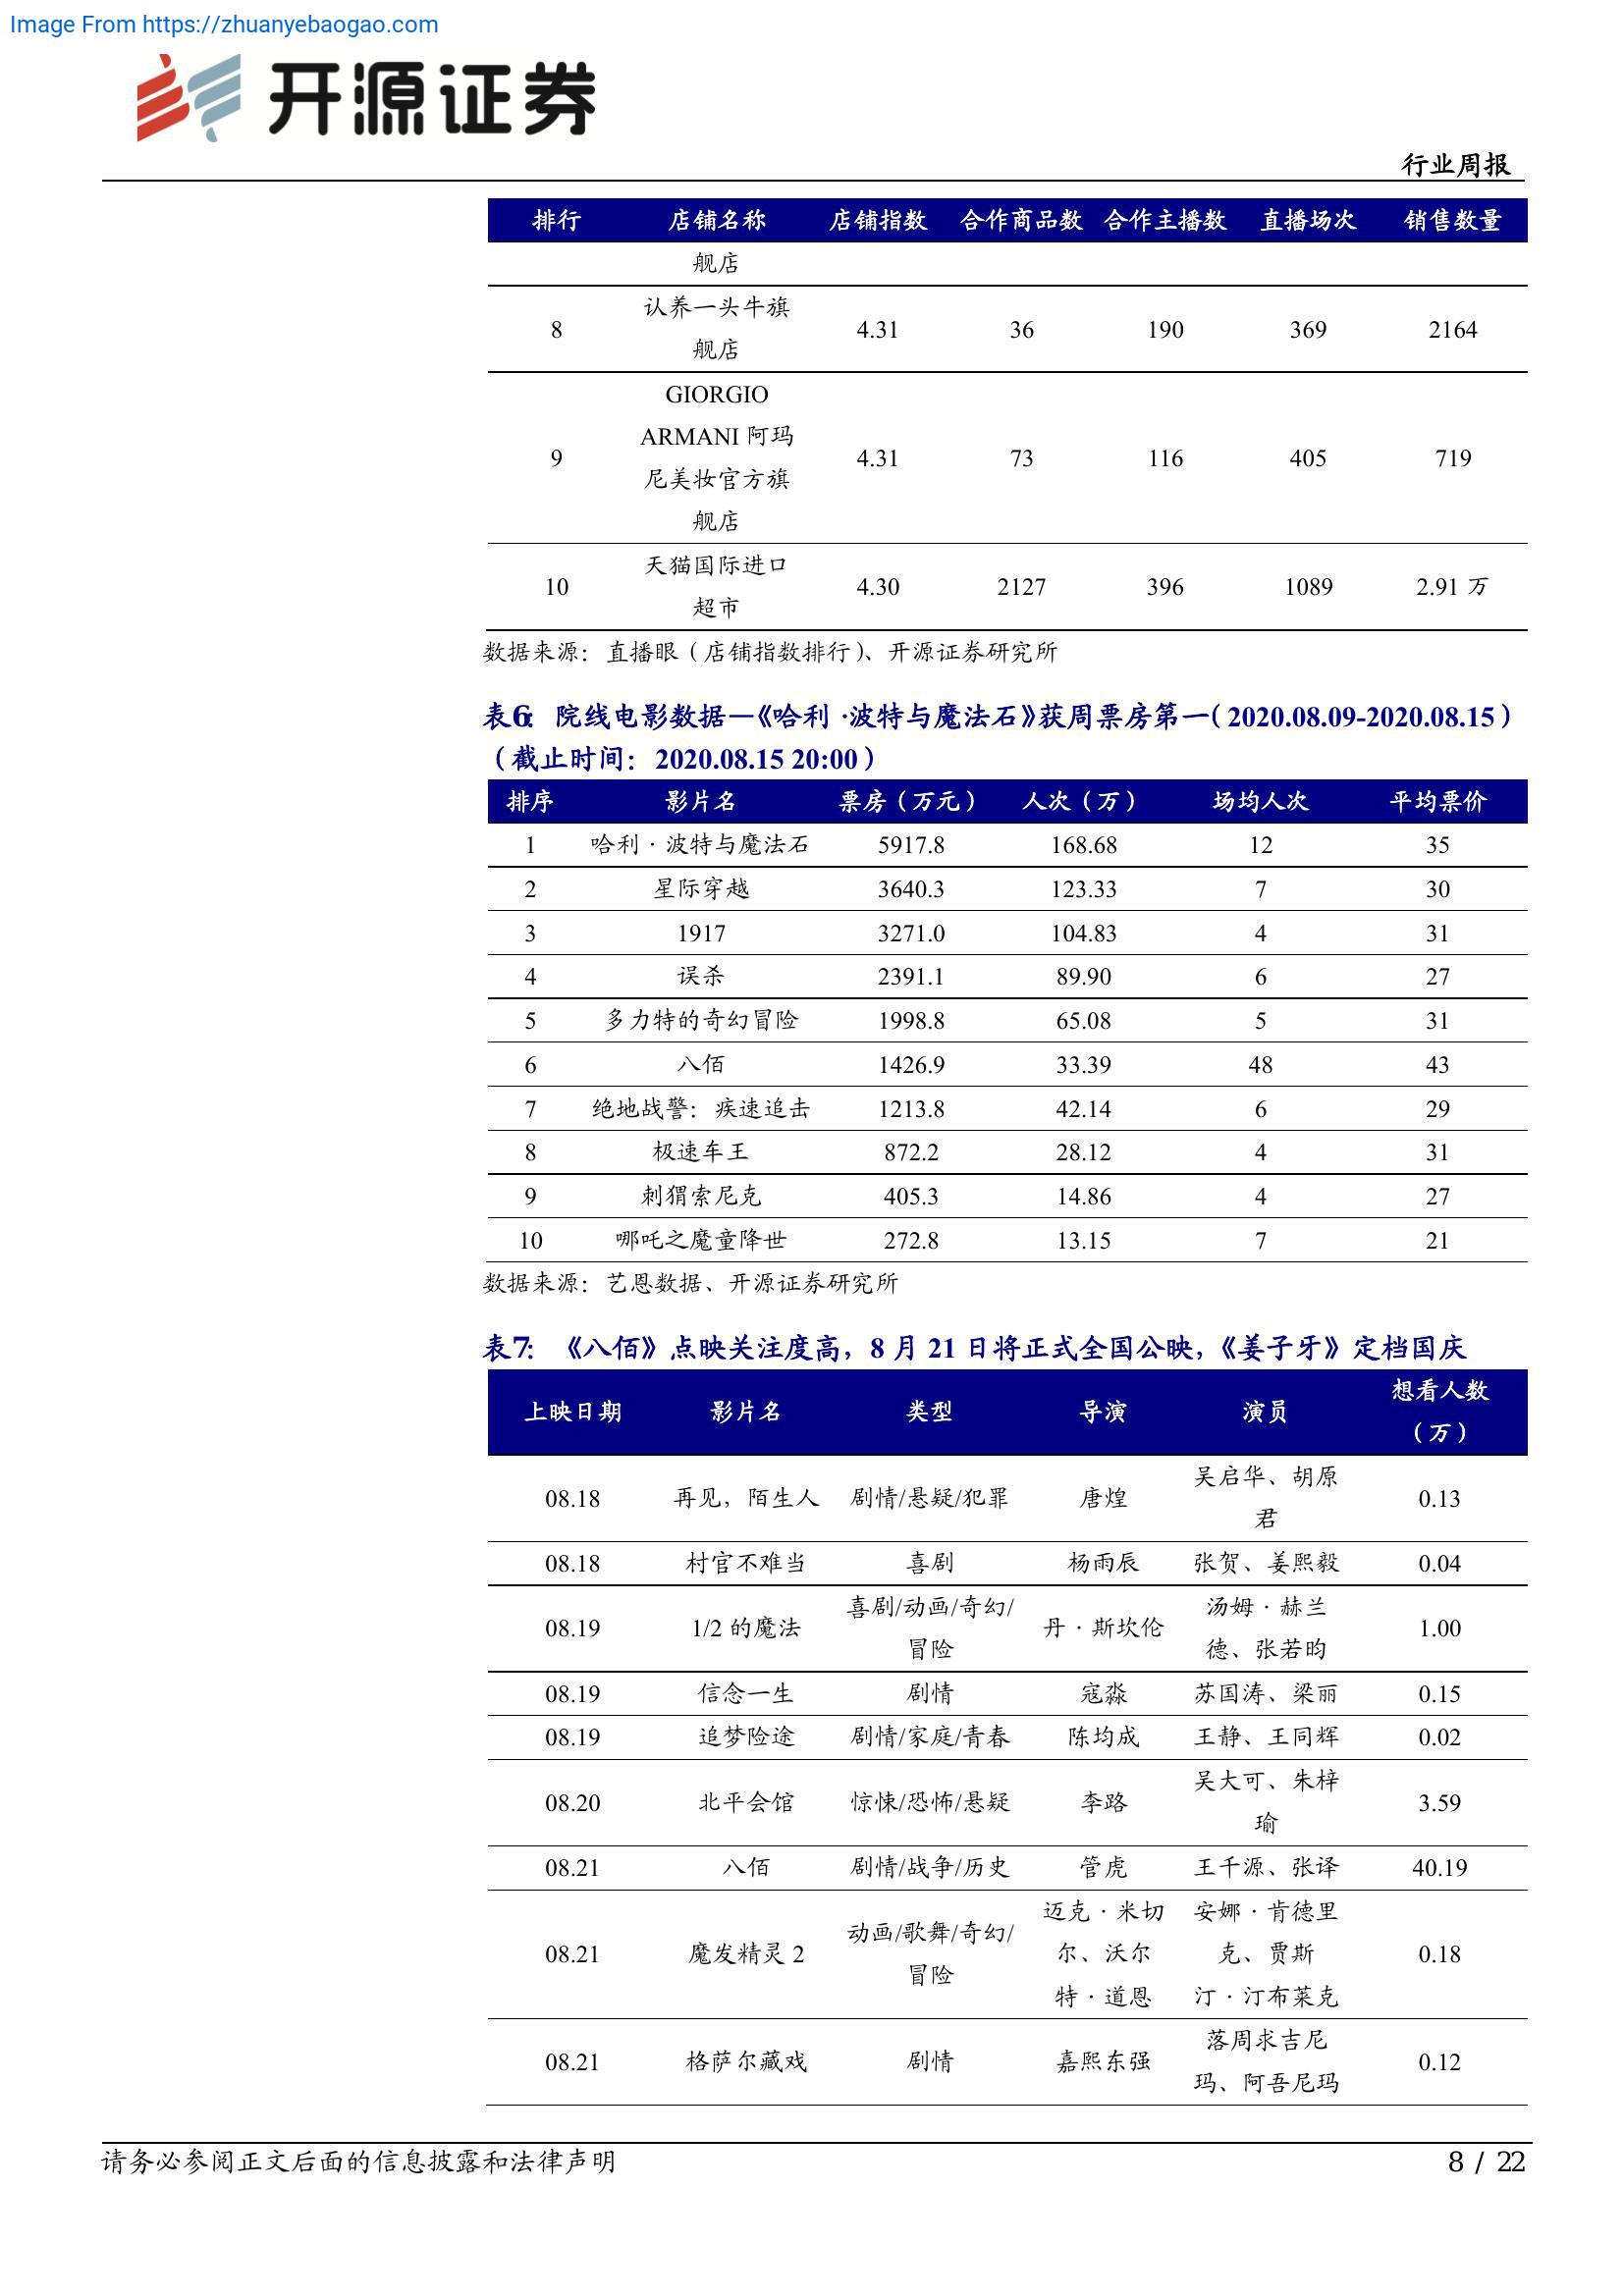 Image From https://zhuanyebaogao.com
开源证券
行业周报
排行 店铺名称 店铺指数 合作商品数 合作主播数 直播场次 销售数量
舰店
8 认养一头牛旗舰店 4.31 36 190 369 2164
9 GIORGIO ARMANI 阿玛尼美妆官方旗舰店 4.31 73 116 405 719
10 天猫国际进口超市 4.30 2127 396 1089 2.91 万
数据来源：直播眼（店铺指数排行）、开源证券研究所
表6： 院线电影数据—《哈利·波特与魔法石》获周票房第一（2020.08.09-2020.08.15）
（截止时间：2020.08.15 20:00）
排序 影片名 票房（万元） 人次（万） 场均人次 平均票价
1 哈利·波特与魔法石 5917.8 168.68 12 35
2 星际穿越 3640.3 123.33 7 30
3 1917 3271.0 104.83 4 31
4 误杀 2391.1 89.90 6 27
5 多力特的奇幻冒险 1998.8 65.08 5 31
6 八佰 1426.9 33.39 48 43
7 绝地战警：疾速追击 1213.8 42.14 6 29
8 极速车王 872.2 28.12 4 31
9 刺猬索尼克 405.3 14.86 4 27
10 哪吒之魔童降世 272.8 13.15 7 21
数据来源：艺恩数据、开源证券研究所
表7： 《八佰》点映关注度高，8 月 21 日将正式全国公映，《姜子牙》定档国庆
上映日期 影片名 类型 导演 演员 想看人数（万）
08.18 再见，陌生人 剧情/悬疑/犯罪 唐煌 吴启华、胡原君 0.13
08.18 村官不难当 喜剧 杨雨辰 张贺、姜熙毅 0.04
08.19 1/2 的魔法 喜剧/动画/奇幻/冒险 丹·斯坎伦 汤姆·赫兰德、张若昀 1.00
08.19 信念一生 剧情 寇淼 苏国涛、梁丽 0.15
08.19 追梦险途 剧情/家庭/青春 陈均成 王静、王同辉 0.02
08.20 北平会馆 惊悚/恐怖/悬疑 李路 吴大可、朱梓瑜 3.59
08.21 八佰 剧情/战争/历史 管虎 王千源、张译 40.19
08.21 魔发精灵 2 动画/歌舞/奇幻/冒险 迈克·米切尔、沃尔特·道恩 安娜·肯德里克、贾斯汀·汀布莱克 0.18
08.21 格萨尔藏戏 剧情 嘉熙东强 落周求吉尼玛、阿吾尼玛 0.12
请务必参阅正文后面的信息披露和法律声明
8 / 22